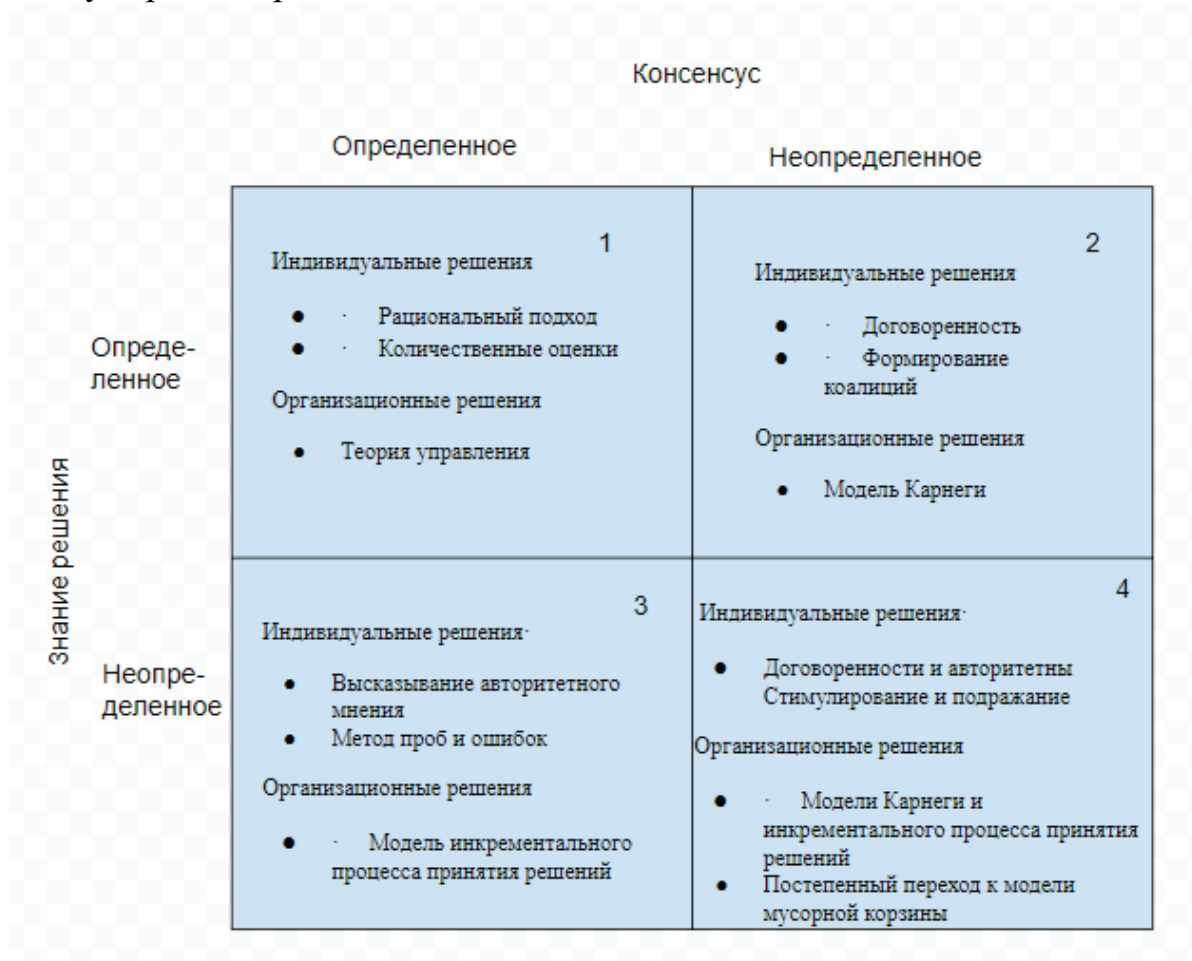 Консенсус
Определенное
Неопределенное
1
Индивидуальные решения
● · Рациональный подход
● · Количественные оценки
Организационные решения
● Теория управления
2
Индивидуальные решения
● · Договоренность
● · Формирование
коалиций
Организационные решения
● Модель Карнеги
Опреде-
ленное
Знание решения
Неопре-
деленное
3
Индивидуальные решения·
● Высказывание авторитетного
мнения
● Метод проб и ошибок
Организационные решения
● · Модель инкрементального
процесса принятия решений
4
Индивидуальные решения·
● Договоренности и авторитетны
Стимулирование и подражание
Организационные решения
● · Модели Карнеги и
инкрементального процесса принятия
решений
● Постепенный переход к модели
мусорной корзины